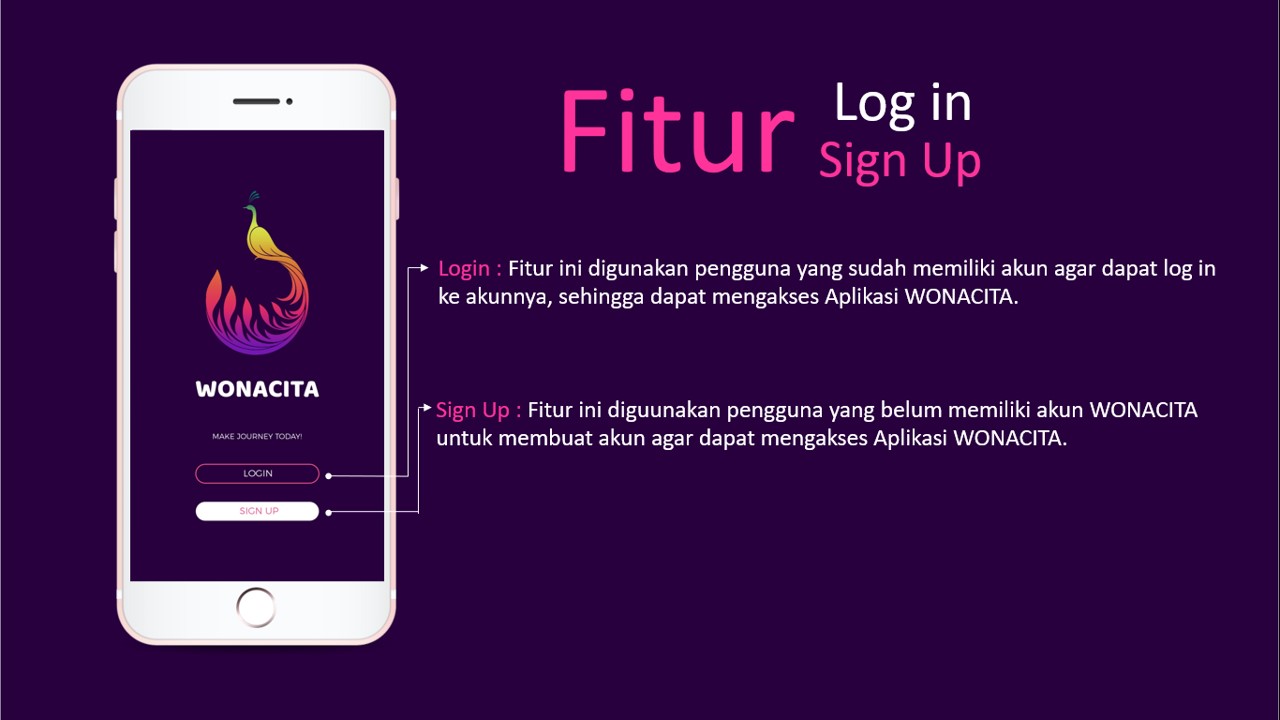 Fitur
Log in
Sign Up
Login : Fitur ini digunakan pengguna yang sudah memiliki akun agar dapat log in
ke akunnya, sehingga dapat mengakses Aplikasi WONACITA.
Sign Up : Fitur ini diguunakan pengguna yang belum memiliki akun WONACITA
untuk membuat akun agar dapat mengakses Aplikasi WONACITA.
WONACITA
MAKE JOURNEY TODAY!
LOGIN
SIGN UP